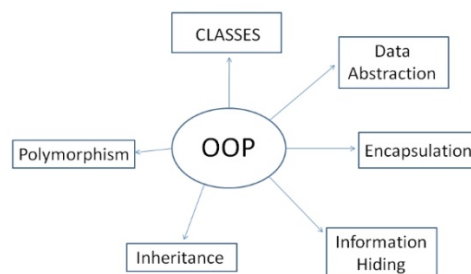 CLASSES
Data
Abstraction
Polymorphism
OOP
Encapsulation
Inheritance
Information
Hiding